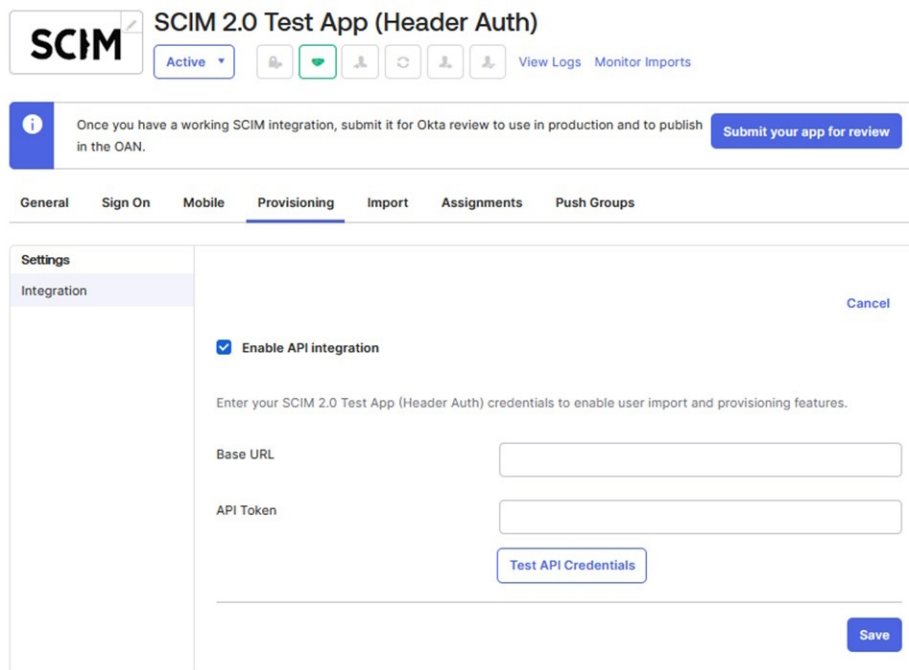 SCIM
SCIM 2.0 Test App (Header Auth)
Active
View Logs
Monitor Imports
Once you have a working SCIM integration, submit it for Okta review to use in production and to publish
in the OAN.
Submit your app for review
General
Sign On
Mobile
Provisioning
Import
Assignments
Push Groups
Settings
Integration
Cancel
Enable API integration
Enter your SCIM 2.0 Test App (Header Auth) credentials to enable user import and provisioning features.
Base URL
API Token
Test API Credentials
Save